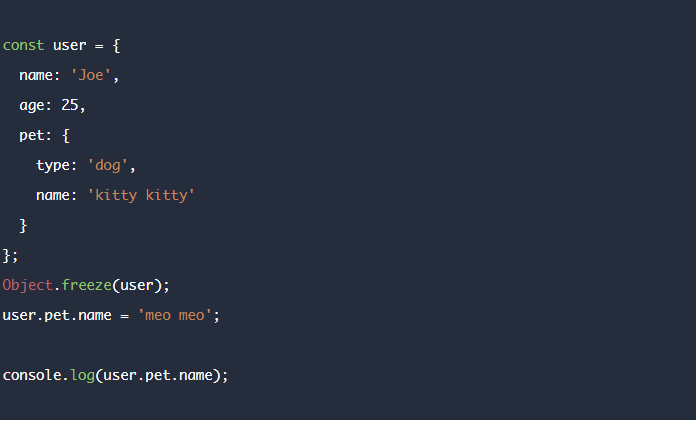 const user = {
  name: 'Joe',
  age: 25,
  pet: {
    type: 'dog',
    name: 'kitty kitty'
  }
};
Object.freeze(user);
user.pet.name = 'meo meo';
console.log(user.pet.name);